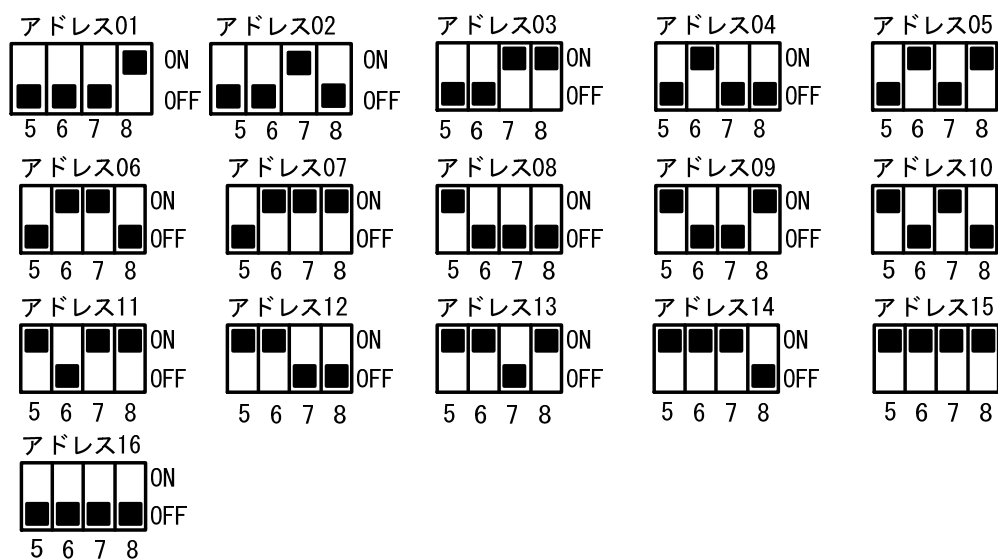 アドレス01 アドレス02 アドレス03 アドレス04 アドレス05
ON ON ON ON
OFF OFF OFF OFF
5 6 7 8 5 6 7 8 5 6 7 8 5 6 7 8 5 6 7 8
アドレス06 アドレス07 アドレス08 アドレス09 アドレス10
ON ON ON ON
OFF OFF OFF OFF
5 6 7 8 5 6 7 8 5 6 7 8 5 6 7 8 5 6 7 8
アドレス11 アドレス12 アドレス13 アドレス14 アドレス15
ON ON ON ON
OFF OFF OFF OFF
5 6 7 8 5 6 7 8 5 6 7 8 5 6 7 8 5 6 7 8
アドレス16
ON
OFF
5 6 7 8